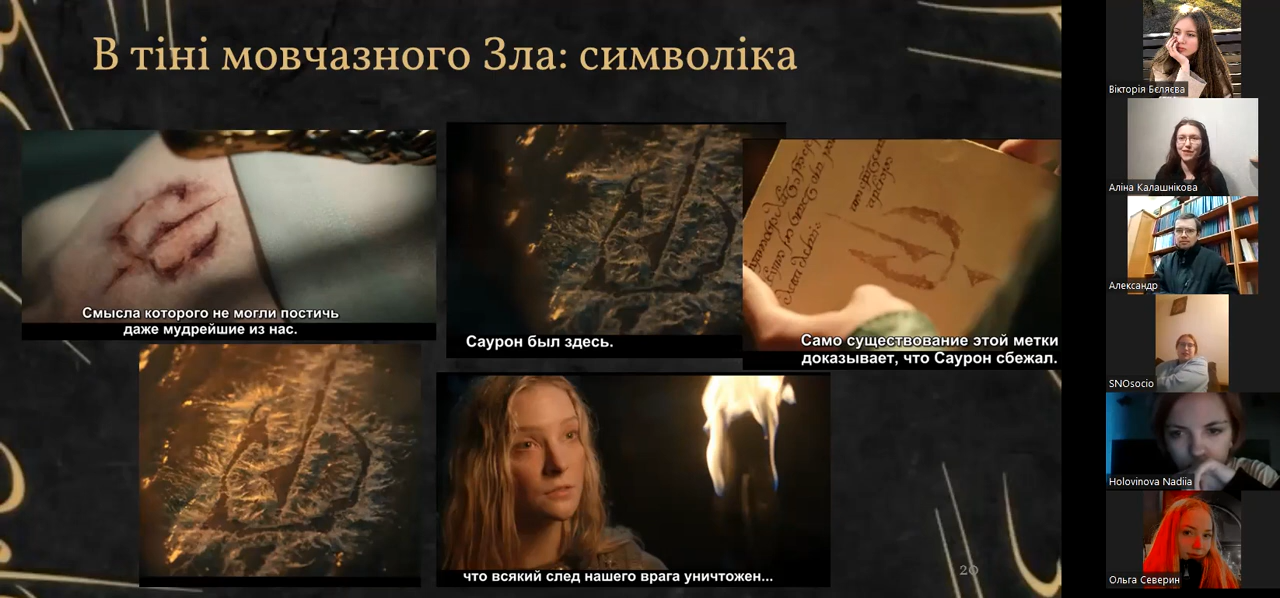 В тіні мовчазного Зла: символіка
Смысла которого не могли постичь
даже мудрейшие из нас.
Саурон был здесь.
Само существование этой метки
доказывает, что Саурон сбежал.
что всякий след нашего врага уничтожен...
20
Вікторія Бєляєва
Аліна Калашнікова
Александр
SNOsocio
Holovinova Nadiia
Ольга Северин